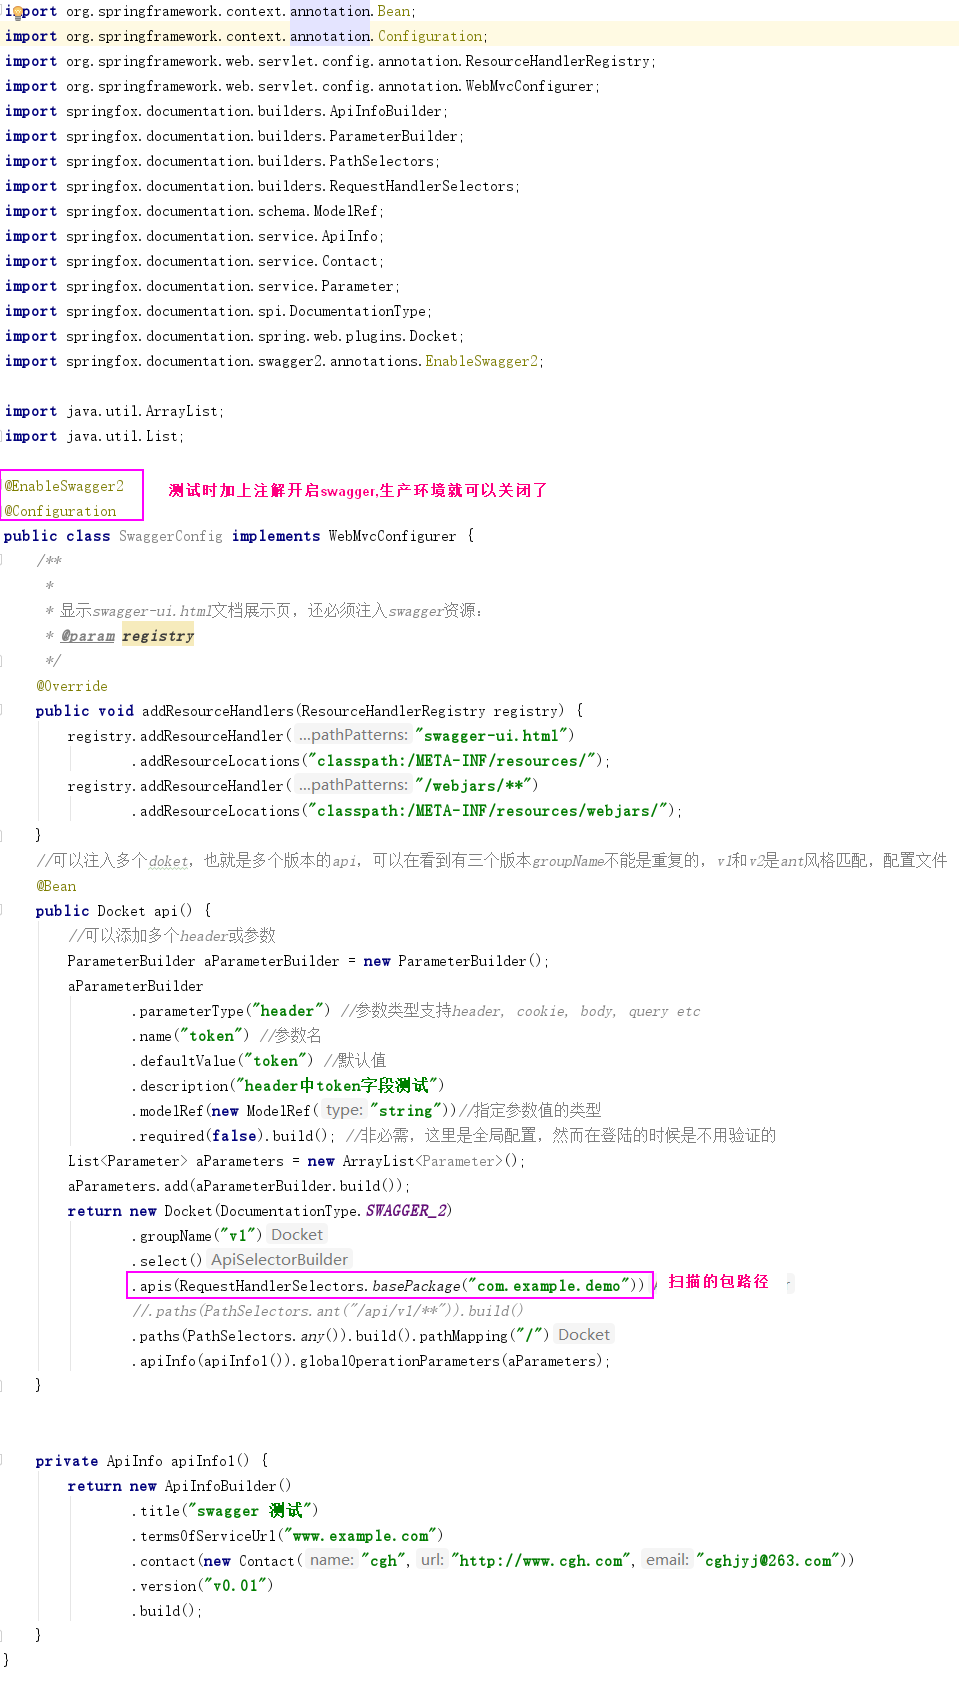 import org.springframework.context.annotation.Bean;
import org.springframework.context.annotation.Configuration;
import org.springframework.web.servlet.config.annotation.ResourceHandlerRegistry;
import org.springframework.web.servlet.config.annotation.WebMvcConfigurer;
import springfox.documentation.builders.ApiInfoBuilder;
import springfox.documentation.builders.ParameterBuilder;
import springfox.documentation.builders.PathSelectors;
import springfox.documentation.builders.RequestHandlerSelectors;
import springfox.documentation.schema.ModelRef;
import springfox.documentation.service.ApiInfo;
import springfox.documentation.service.Contact;
import springfox.documentation.service.Parameter;
import springfox.documentation.spi.DocumentationType;
import springfox.documentation.spring.web.plugins.Docket;
import springfox.documentation.swagger2.annotations.EnableSwagger2;
import java.util.ArrayList;
import java.util.List;
@EnableSwagger2 测试时加上注解开启swagger,生产环境就可以关闭了
@Configuration
public class SwaggerConfig implements WebMvcConfigurer {
/**
*
* 显示swagger-ui.html文档展示页，还必须注入swagger资源：
* @param registry
*/
@Override
public void addResourceHandlers(ResourceHandlerRegistry registry) {
registry.addResourceHandler( ...pathPatterns: "swagger-ui.html")
.addResourceLocations("classpath:/META-INF/resources/");
registry.addResourceHandler( ...pathPatterns: "/webjars/**")
.addResourceLocations("classpath:/META-INF/resources/webjars/");
}
//可以注入多个doket，也就是多个版本的api，可以在看到有三个版本groupName不能是重复的，v1和v2是ant风格匹配，配置文件
@Bean
public Docket api() {
//可以添加多个header或参数
ParameterBuilder aParameterBuilder = new ParameterBuilder();
aParameterBuilder
.parameterType("header") //参数类型支持header, cookie, body, query etc
.name("token") //参数名
.defaultValue("token") //默认值
.description("header中token字段测试")
.modelRef(new ModelRef( type: "string"))//指定参数值的类型
.required(false).build(); //非必需，这里是全局配置，然而在登陆的时候是不用验证的
List<Parameter> aParameters = new ArrayList<Parameter>();
aParameters.add(aParameterBuilder.build());
return new Docket(DocumentationType.SWAGGER_2)
.groupName("v1") Docket
.select() ApiSelectorBuilder
.apis(RequestHandlerSelectors.basePackage("com.example.demo")) 扫描的包路径
//.paths(PathSelectors.ant("/api/v1/**")).build()
.paths(PathSelectors.any()).build().pathMapping("/") Docket
.apiInfo(apiInfo1()).globalOperationParameters(aParameters);
}
private ApiInfo apiInfo1() {
return new ApiInfoBuilder()
.title("swagger 测试")
.termsOfServiceUrl("www.example.com")
.contact(new Contact( name: "cgh", url: "http://www.cgh.com", email: "cghjyj@263.com"))
.version("v0.01")
.build();
}
}